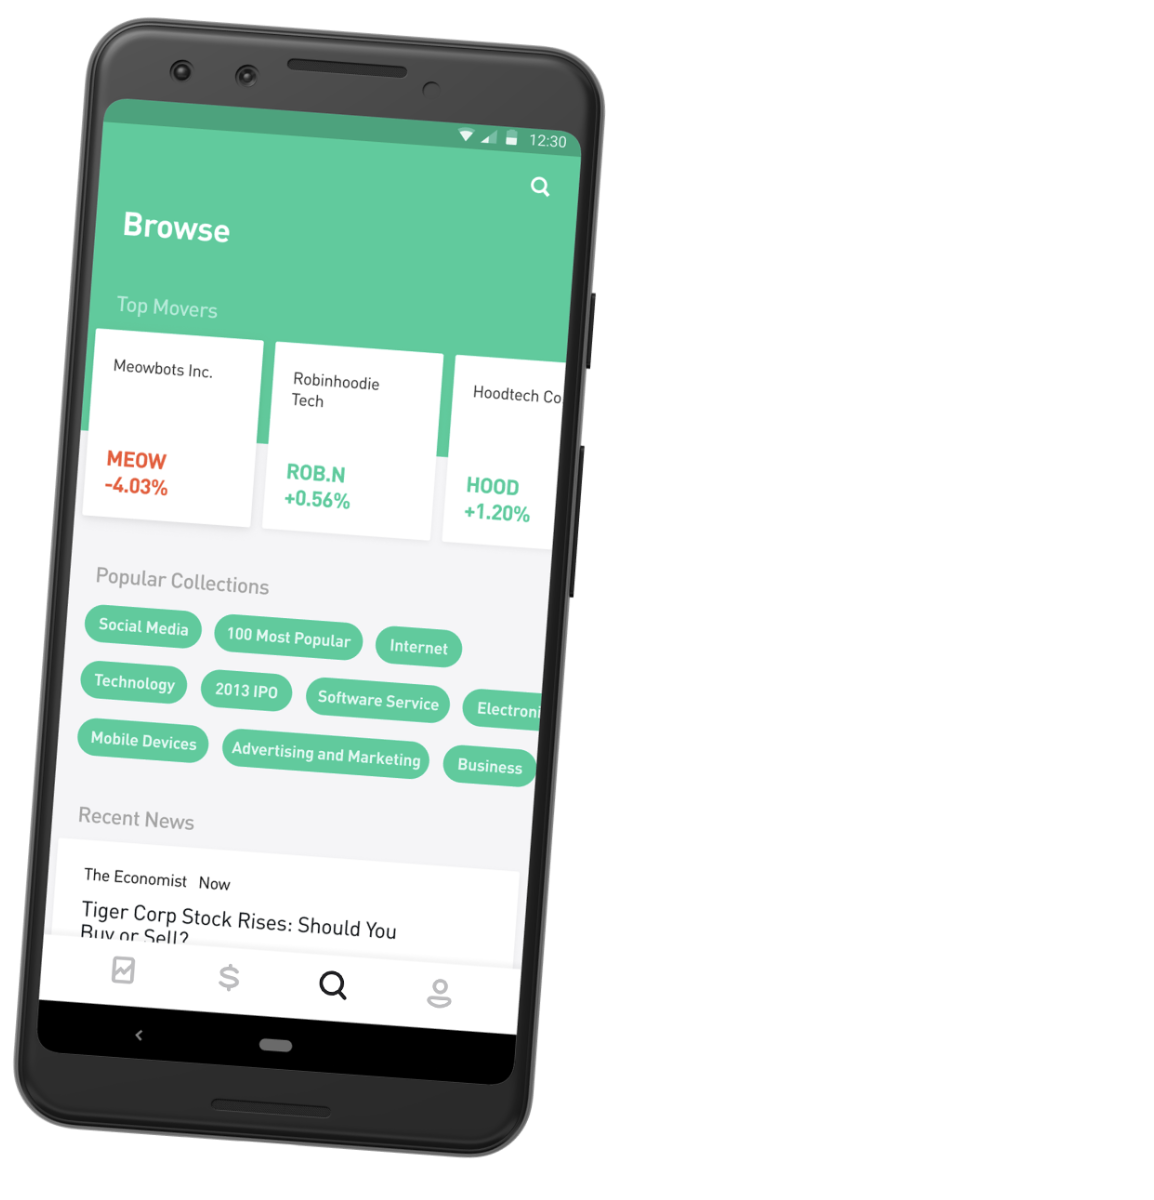 12:30
Browse
Top Movers
Meowbots Inc.
MEOW
-4.03%
Robinhoodie
Tech
ROB.N
+0.56%
Hoodtech Co
HOOD
+1.20%
Popular Collections
Social Media
100 Most Popular
Internet
Technology
2013 IPO
Software Service
Electroni
Mobile Devices
Advertising and Marketing
Business
Recent News
The Economist Now
Tiger Corp Stock Rises: Should You
Buy or Sell?